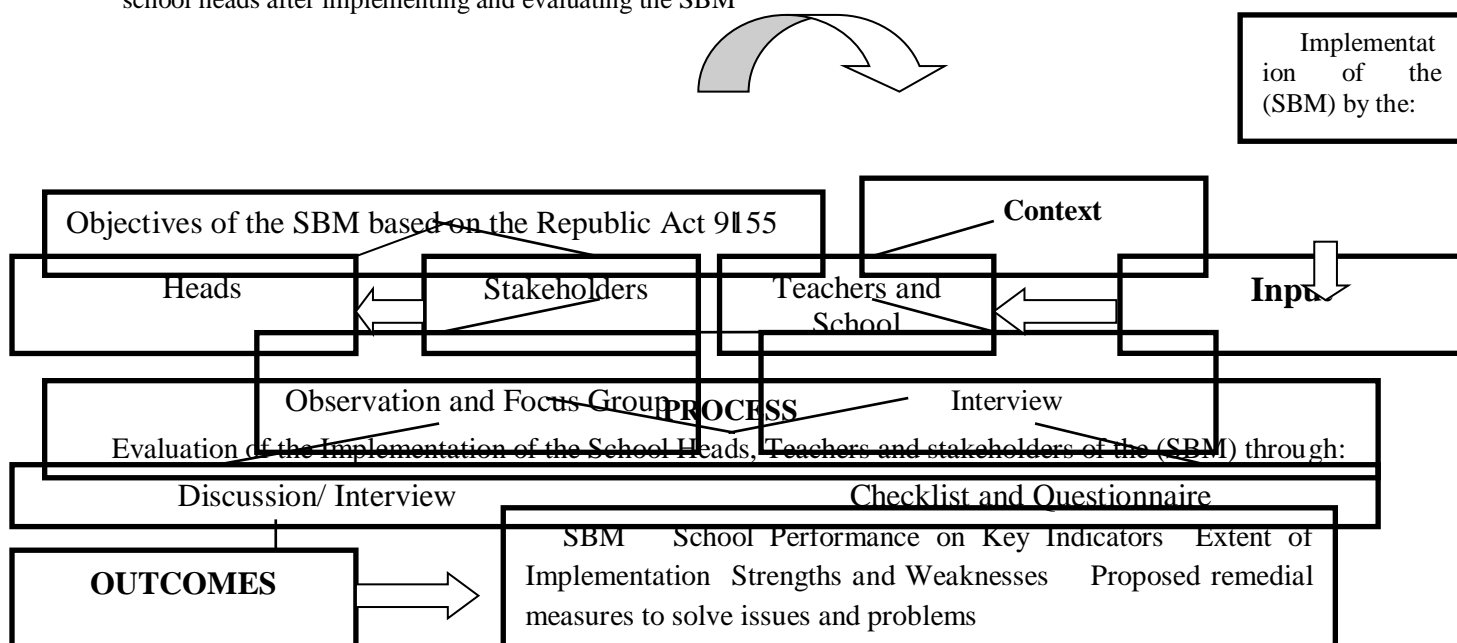 school heads after implementing and evaluating the SBM
Implementat
ion of the
(SBM) by the:
Objectives of the SBM based on the Republic Act 9155
Context
Heads
Stakeholders
Teachers and
School
Input
Observation and Focus Group
PROCESS
Interview
Evaluation of the Implementation of the School Heads, Teachers and stakeholders of the (SBM) through:
Discussion/ Interview
Checklist and Questionnaire
OUTCOMES
SBM School Performance on Key Indicators Extent of
Implementation Strengths and Weaknesses Proposed remedial
measures to solve issues and problems